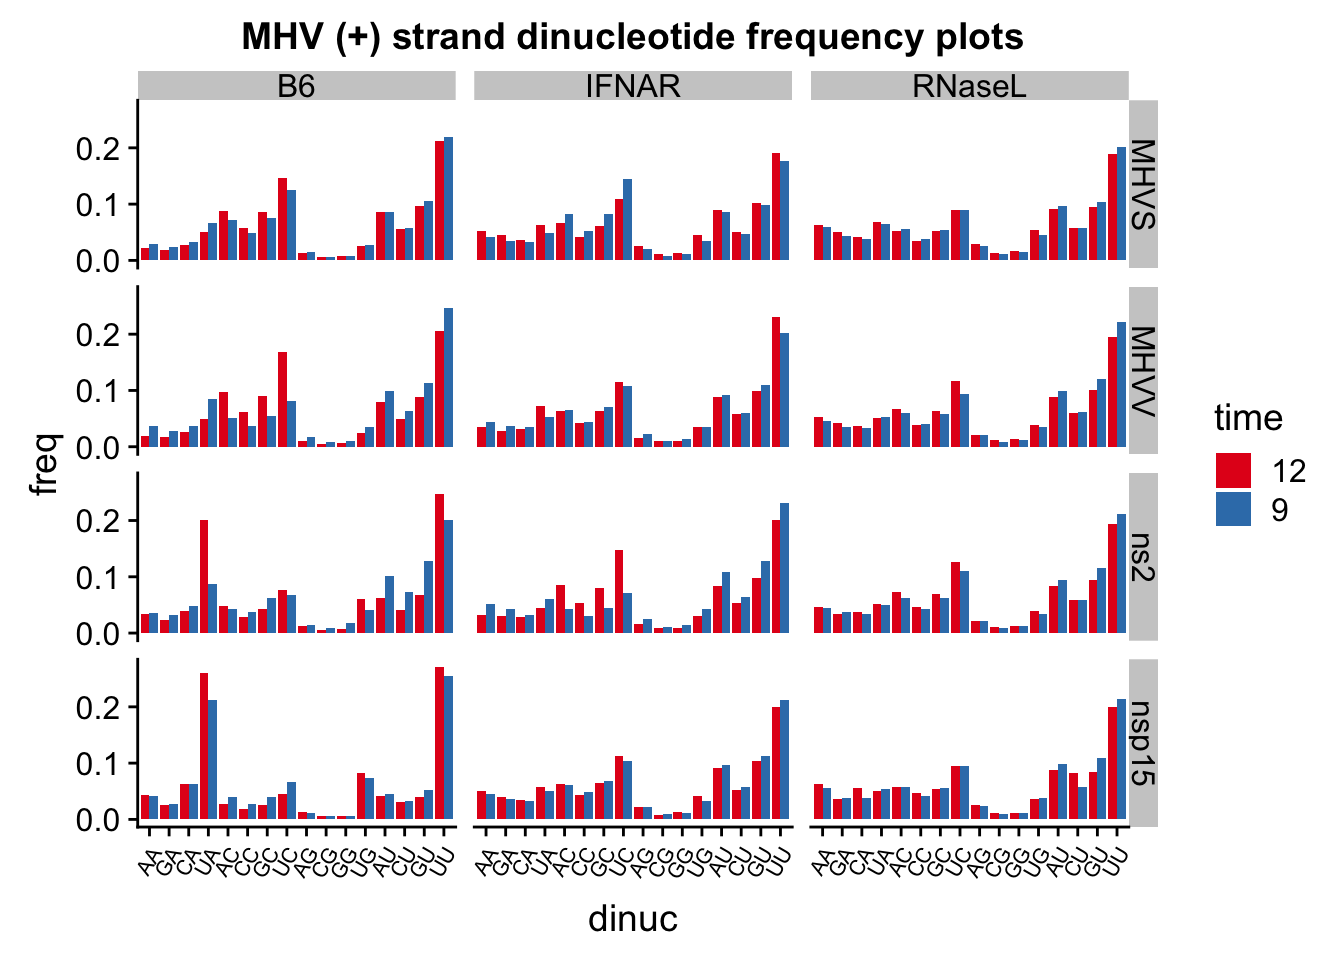 MHV (+) strand dinucleotide frequency plots
B6 IFNAR RNaseL
0.2
0.1
0.0
MHVS
0.2
0.1
0.0
MHVV
0.2
0.1
0.0
ns2
0.2
0.1
0.0
nsp15
freq
AA GA CA UA AC CC GC UC AG CG GG UG AU CU GU UU
AA GA CA UA AC CC GC UC AG CG GG UG AU CU GU UU
AA GA CA UA AC CC GC UC AG CG GG UG AU CU GU UU
dinuc
time
12
9